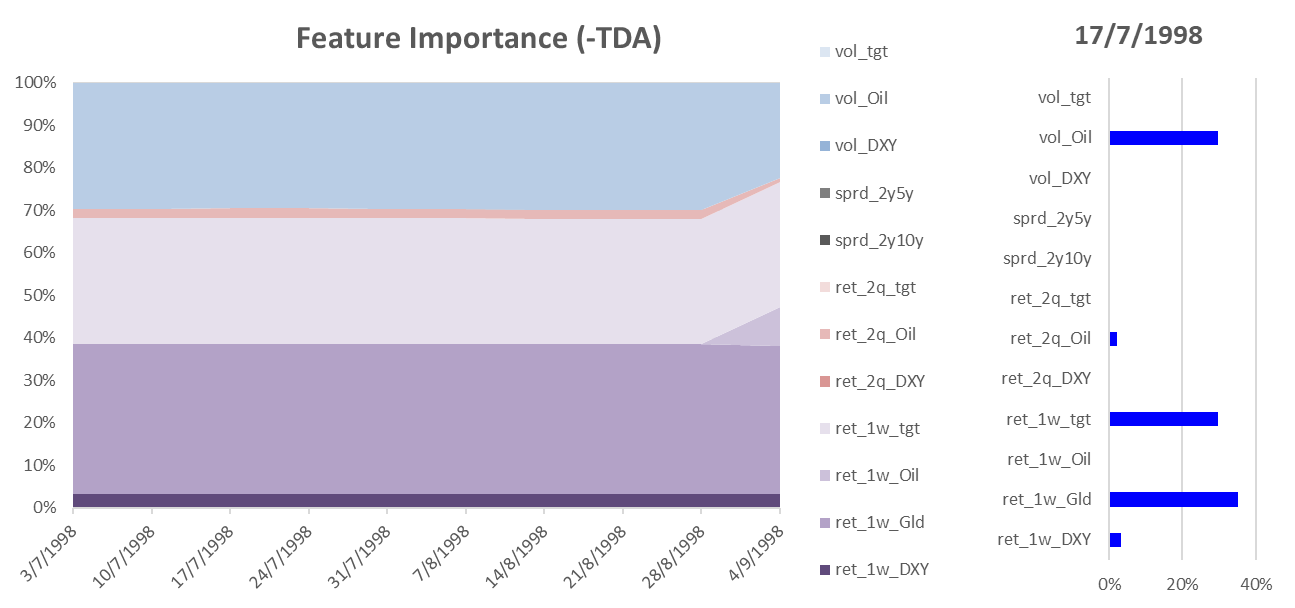 Feature Importance (-TDA)
100%
90%
80%
70%
60%
50%
40%
30%
20%
10%
0%
3/7/1998
10/7/1998
17/7/1998
24/7/1998
31/7/1998
7/8/1998
14/8/1998
21/8/1998
28/8/1998
4/9/1998
vol_tgt
vol_Oil
vol_DXY
sprd_2y5y
sprd_2y10y
ret_2q_tgt
ret_2q_Oil
ret_2q_DXY
ret_1w_tgt
ret_1w_Oil
ret_1w_Gld
ret_1w_DXY
17/7/1998
vol_tgt
vol_Oil
vol_DXY
sprd_2y5y
sprd_2y10y
ret_2q_tgt
ret_2q_Oil
ret_2q_DXY
ret_1w_tgt
ret_1w_Oil
ret_1w_Gld
ret_1w_DXY
0%
20%
40%